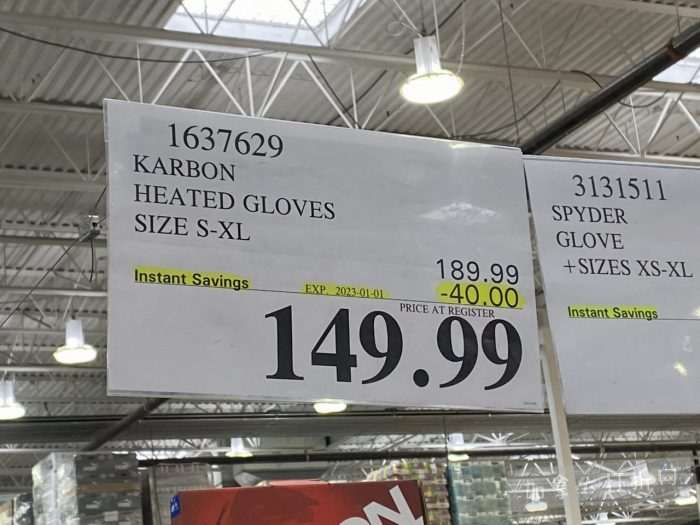 1637629
KARBON
HEATED GLOVES
SIZE S-XL
189.99
Instant Savings EXP. 2023-01-01 -40.00
PRICE AT REGISTER
149.99
3131511
SPYDER
GLOVE
+SIZES XS-XL
Instant Savings